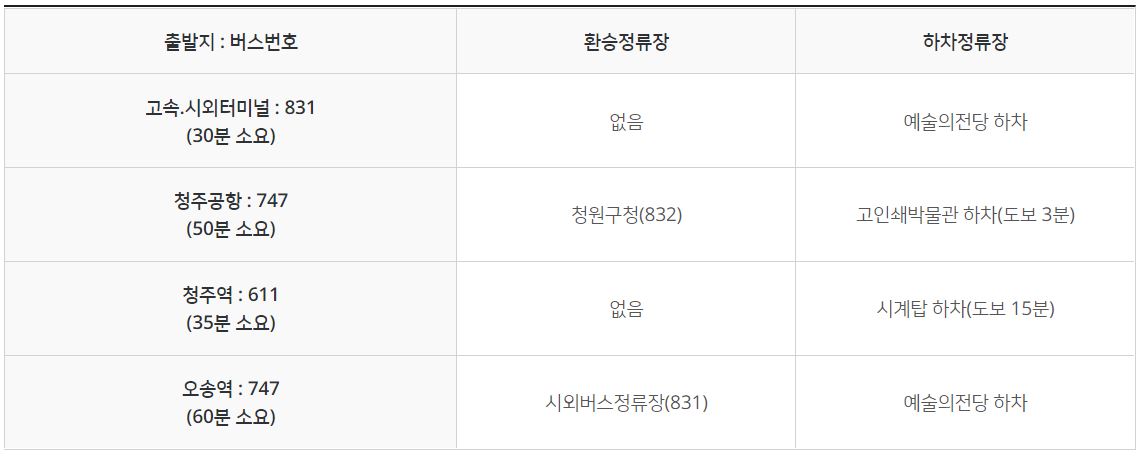 출발지 : 버스번호
환승정류장
하차정류장
고속.시외터미널 : 831
(30분 소요)
없음
예술의전당 하차
청주공항 : 747
(50분 소요)
청원구청(832)
고인쇄박물관 하차(도보 3분)
청주역 : 611
(35분 소요)
없음
시계탑 하차(도보 15분)
오송역 : 747
(60분 소요)
시외버스정류장(831)
예술의전당 하차